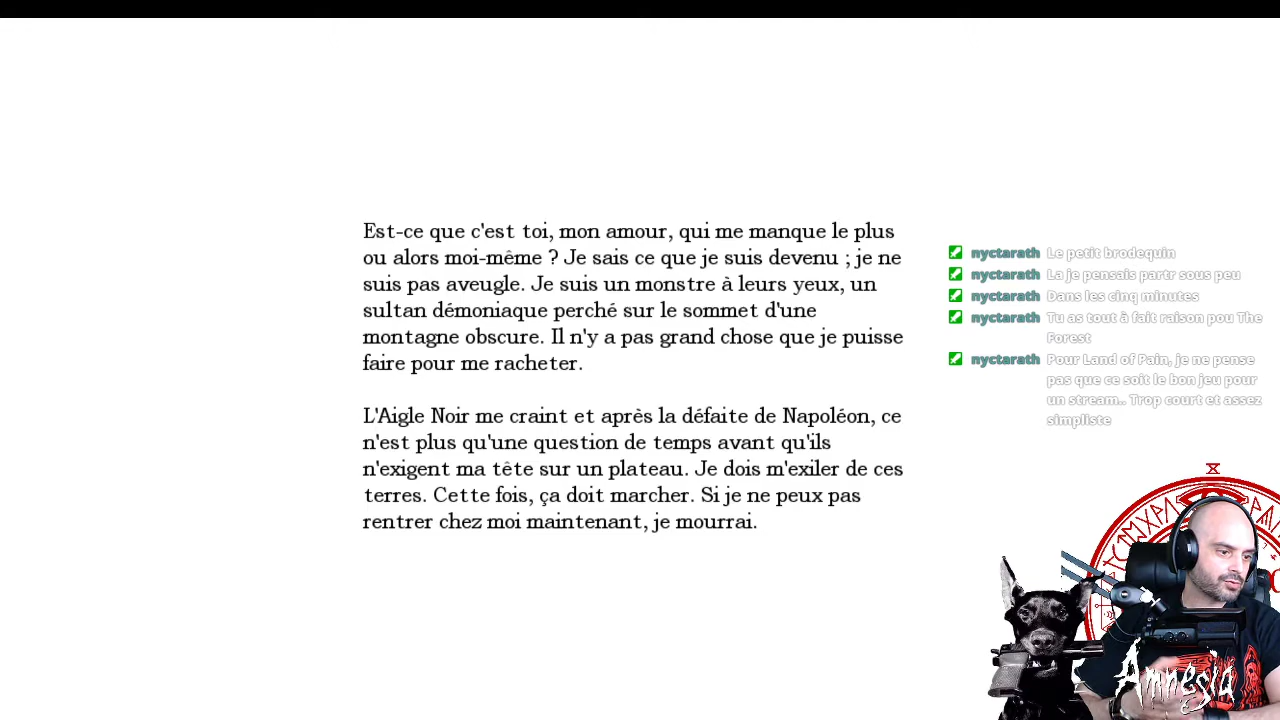 Est-ce que c'est toi, mon amour, qui me manque le plus
ou alors moi-même ? Je sais ce que je suis devenu ; je ne
suis pas aveugle. Je suis un monstre à leurs yeux, un
sultan démoniaque perché sur le sommet d'une
montagne obscure. Il n'y a pas grand chose que je puisse
faire pour me racheter.
L'Aigle Noir me craint et après la défaite de Napoléon, ce
n'est plus qu'une question de temps avant qu'ils
n'exigent ma tête sur un plateau. Je dois m'exiler de ces
terres. Cette fois, ça doit marcher. Si je ne peux pas
rentrer chez moi maintenant, je mourrai.
nyctarath Le petit brodequin
nyctarath La je pensais partr sous peu
nyctarath Dans les cinq minutes
nyctarath Tu as tout à fait raison pou The
Forest
nyctarath Pour Land of Pain, je ne pense
pas que ce soit le bon jeu pour
un stream.. Trop court et assez
simpliste
Amnesia